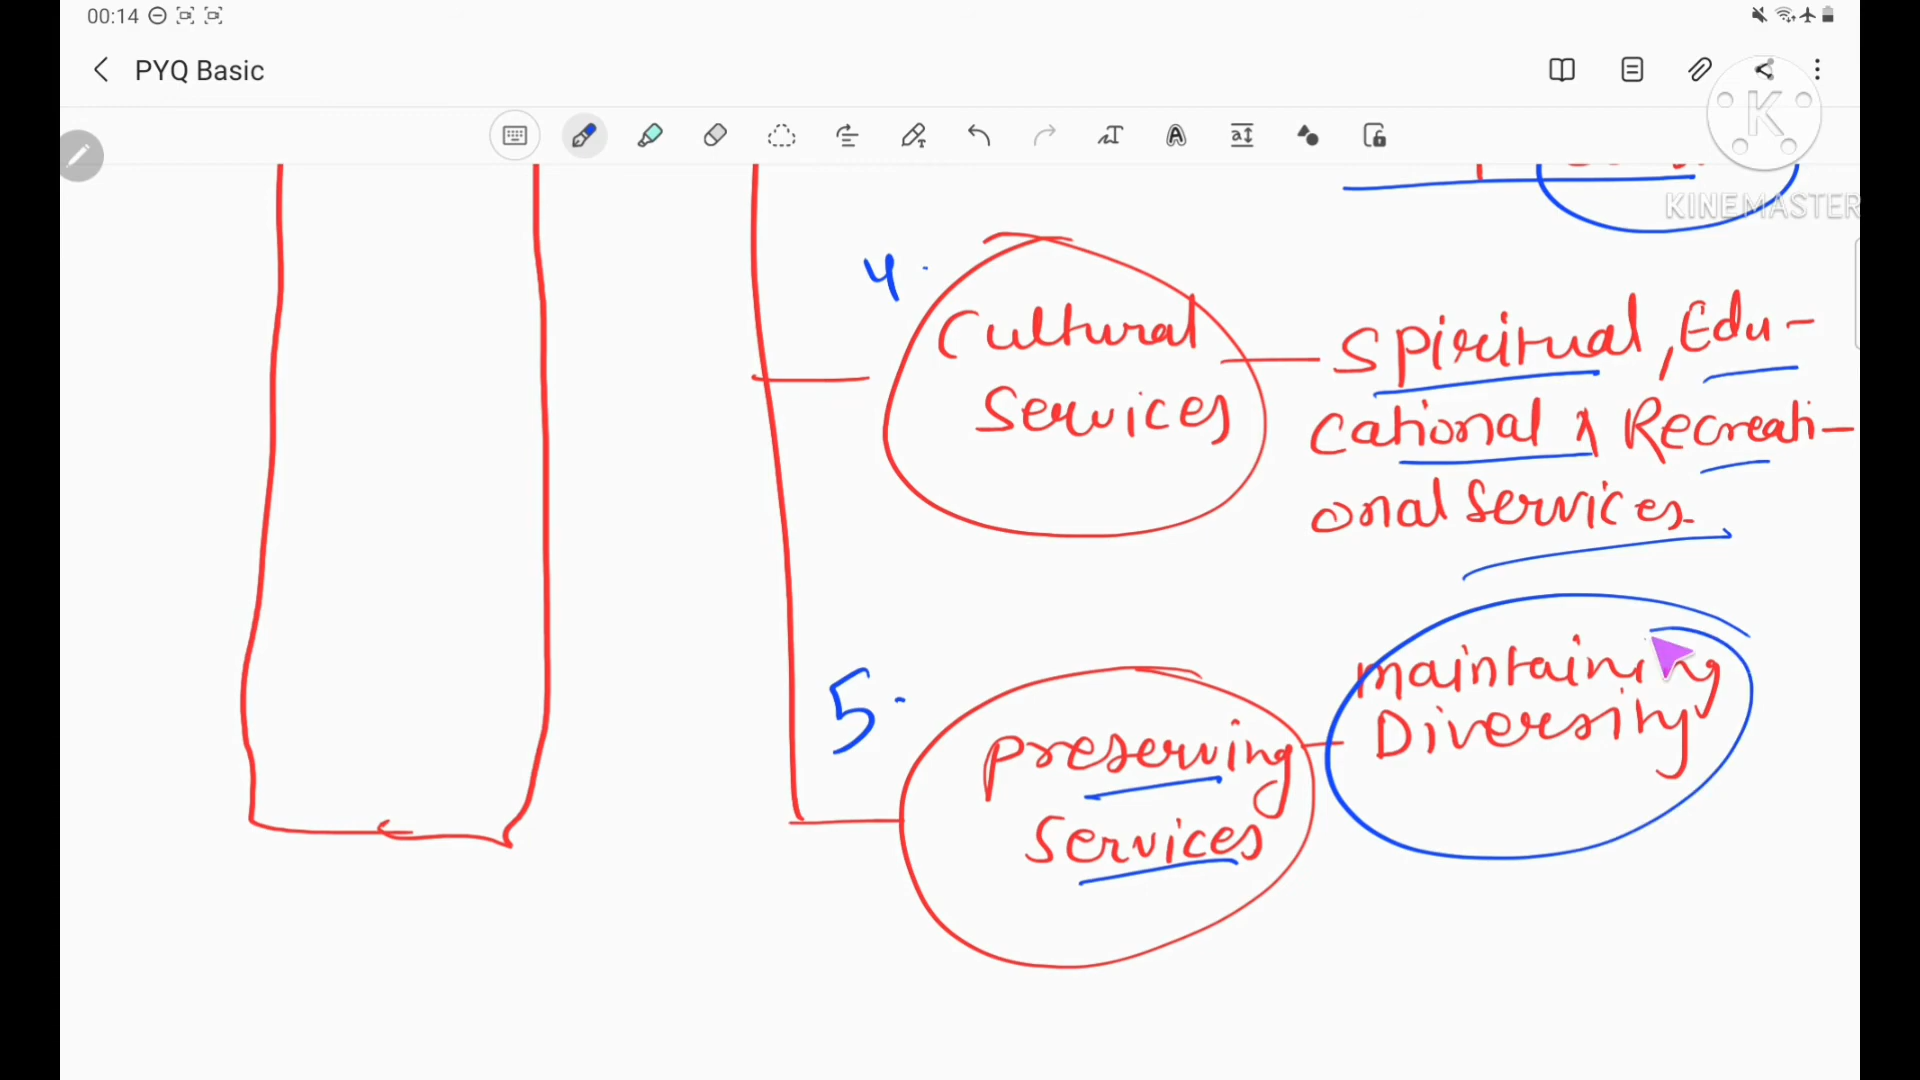 00:14
PYQ Basic
K
KINEMASTER
4.
Cultural
Services
Spiritual, Edu-
cational & Recreati-
onal Services.
5.
preserving
Services
maintaining
Diversity